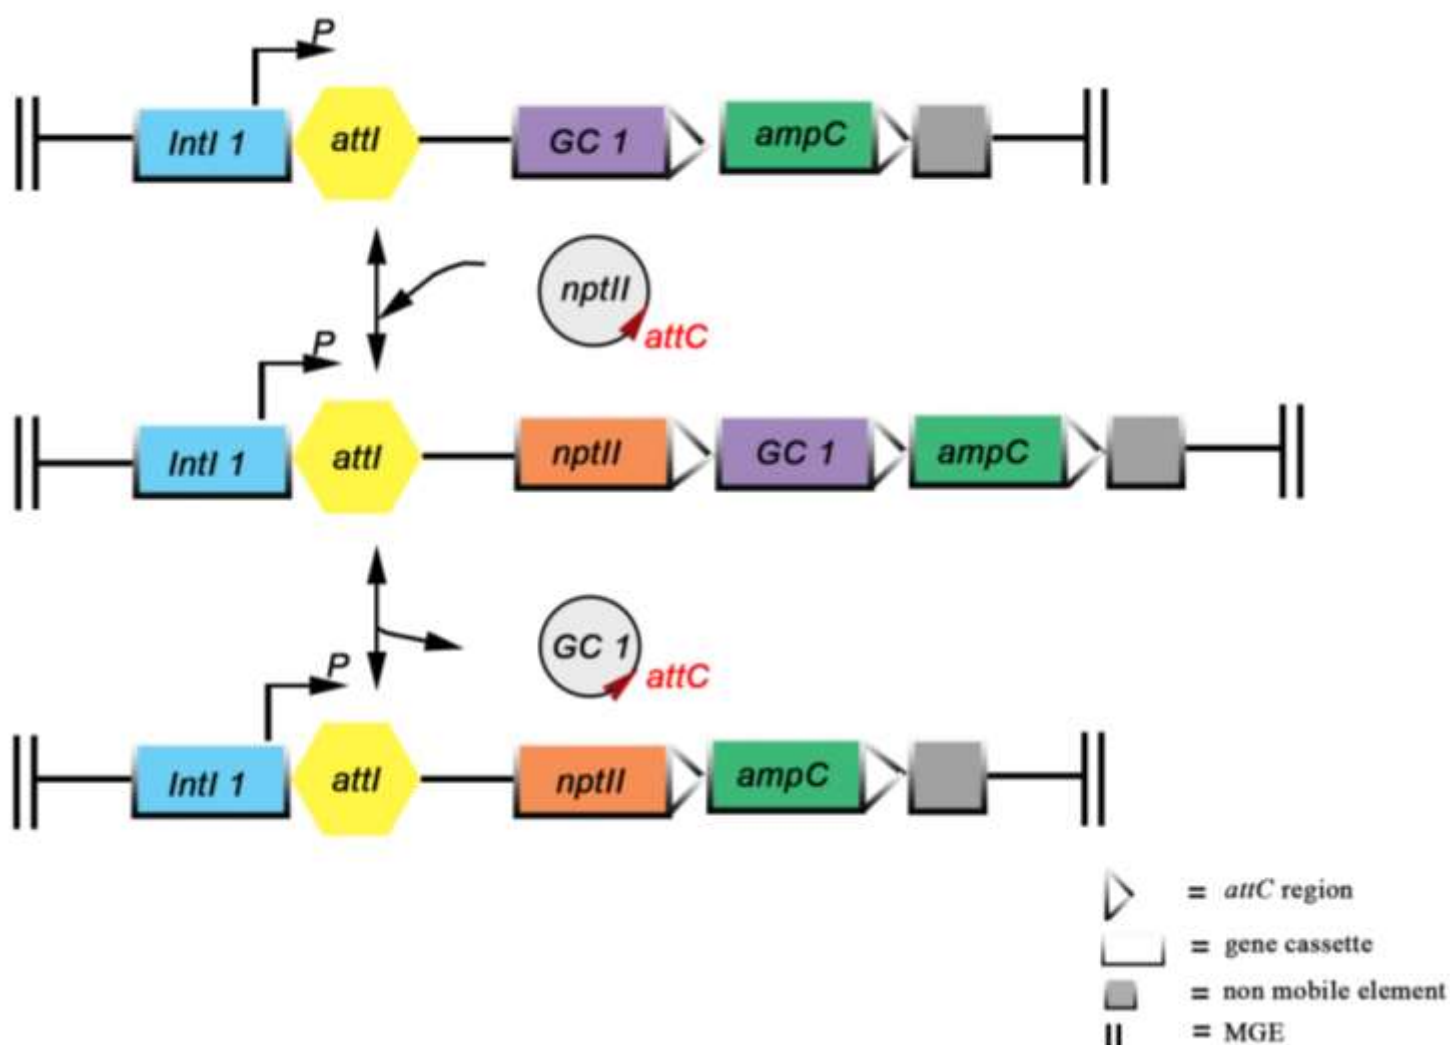 P
IntI 1 attI GC 1 ampC
nptII
attC
P
IntI 1 attI nptII GC 1 ampC
GC 1
attC
P
IntI 1 attI nptII ampC
= attC region
= gene cassette
= non mobile element
= MGE